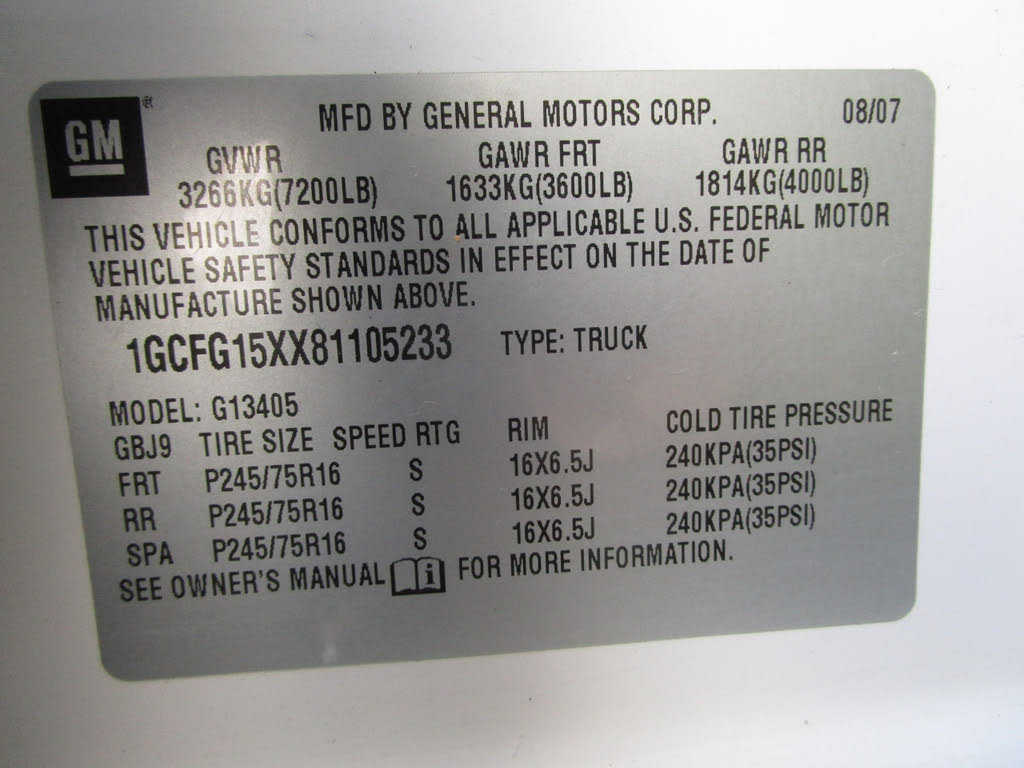 GM ®
MFD BY GENERAL MOTORS CORP. 08/07
GVWR GAWR FRT GAWR RR
3266KG(7200LB) 1633KG(3600LB) 1814KG(4000LB)
THIS VEHICLE CONFORMS TO ALL APPLICABLE U.S. FEDERAL MOTOR
VEHICLE SAFETY STANDARDS IN EFFECT ON THE DATE OF
MANUFACTURE SHOWN ABOVE.
1GCFG15XX81105233 TYPE: TRUCK
MODEL: G13405
GBJ9 TIRE SIZE SPEED RTG RIM COLD TIRE PRESSURE
FRT P245/75R16 S 16X6.5J 240KPA(35PSI)
RR P245/75R16 S 16X6.5J 240KPA(35PSI)
SPA P245/75R16 S 16X6.5J 240KPA(35PSI)
SEE OWNER'S MANUAL i FOR MORE INFORMATION.